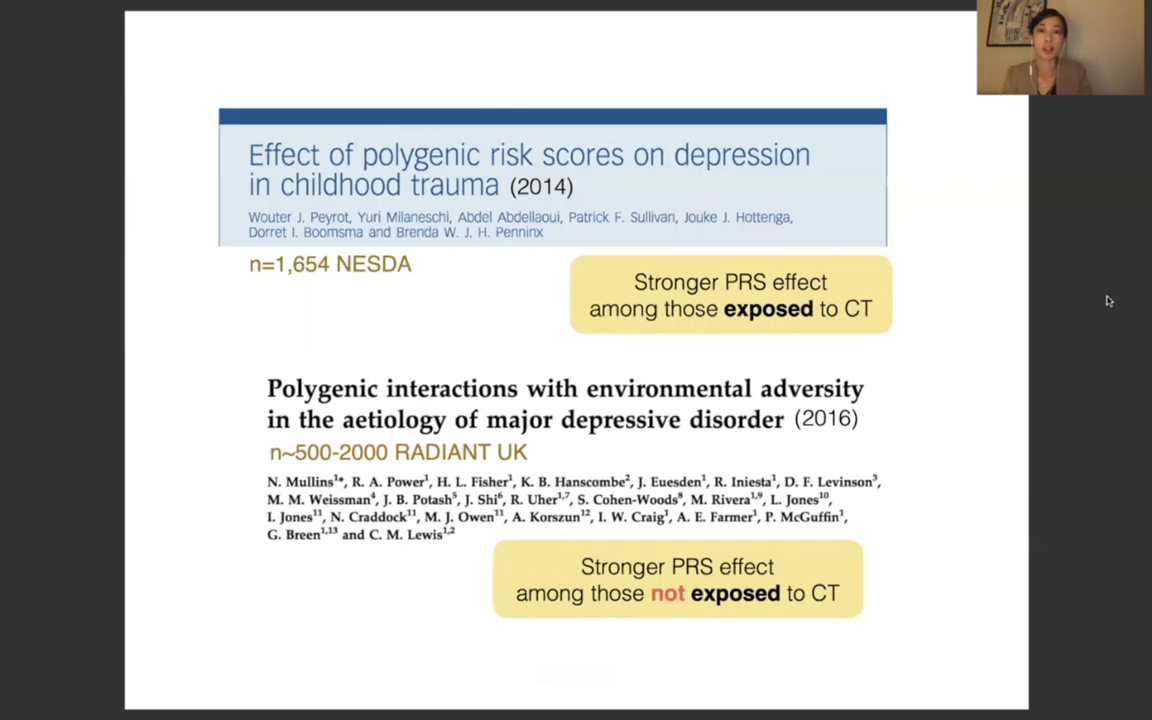 Effect of polygenic risk scores on depression
in childhood trauma (2014)
Wouter J. Peyrot, Yuri Milaneschi, Abdel Abdellaoui, Patrick F. Sullivan, Jouke J. Hottenga,
Dorret I. Boomsma and Brenda W. J. H. Penninx
n=1,654 NESDA
Stronger PRS effect
among those exposed to CT
Polygenic interactions with environmental adversity
in the aetiology of major depressive disorder (2016)
n~500-2000 RADIANT UK
N. Mullins¹*, R. A. Power¹, H. L. Fisher¹, K. B. Hanscombe², J. Euesden¹, R. Iniesta¹, D. F. Levinson³,
M. M. Weissman⁴, J. B. Potash⁵, J. Shi⁶, R. Uher¹,⁷, S. Cohen-Woods⁸, M. Rivera¹,⁹, L. Jones¹⁰,
I. Jones¹¹, N. Craddock¹¹, M. J. Owen¹¹, A. Korszun¹², I. W. Craig¹, A. E. Farmer¹, P. McGuffin¹,
G. Breen¹,¹³ and C. M. Lewis¹,²
Stronger PRS effect
among those not exposed to CT